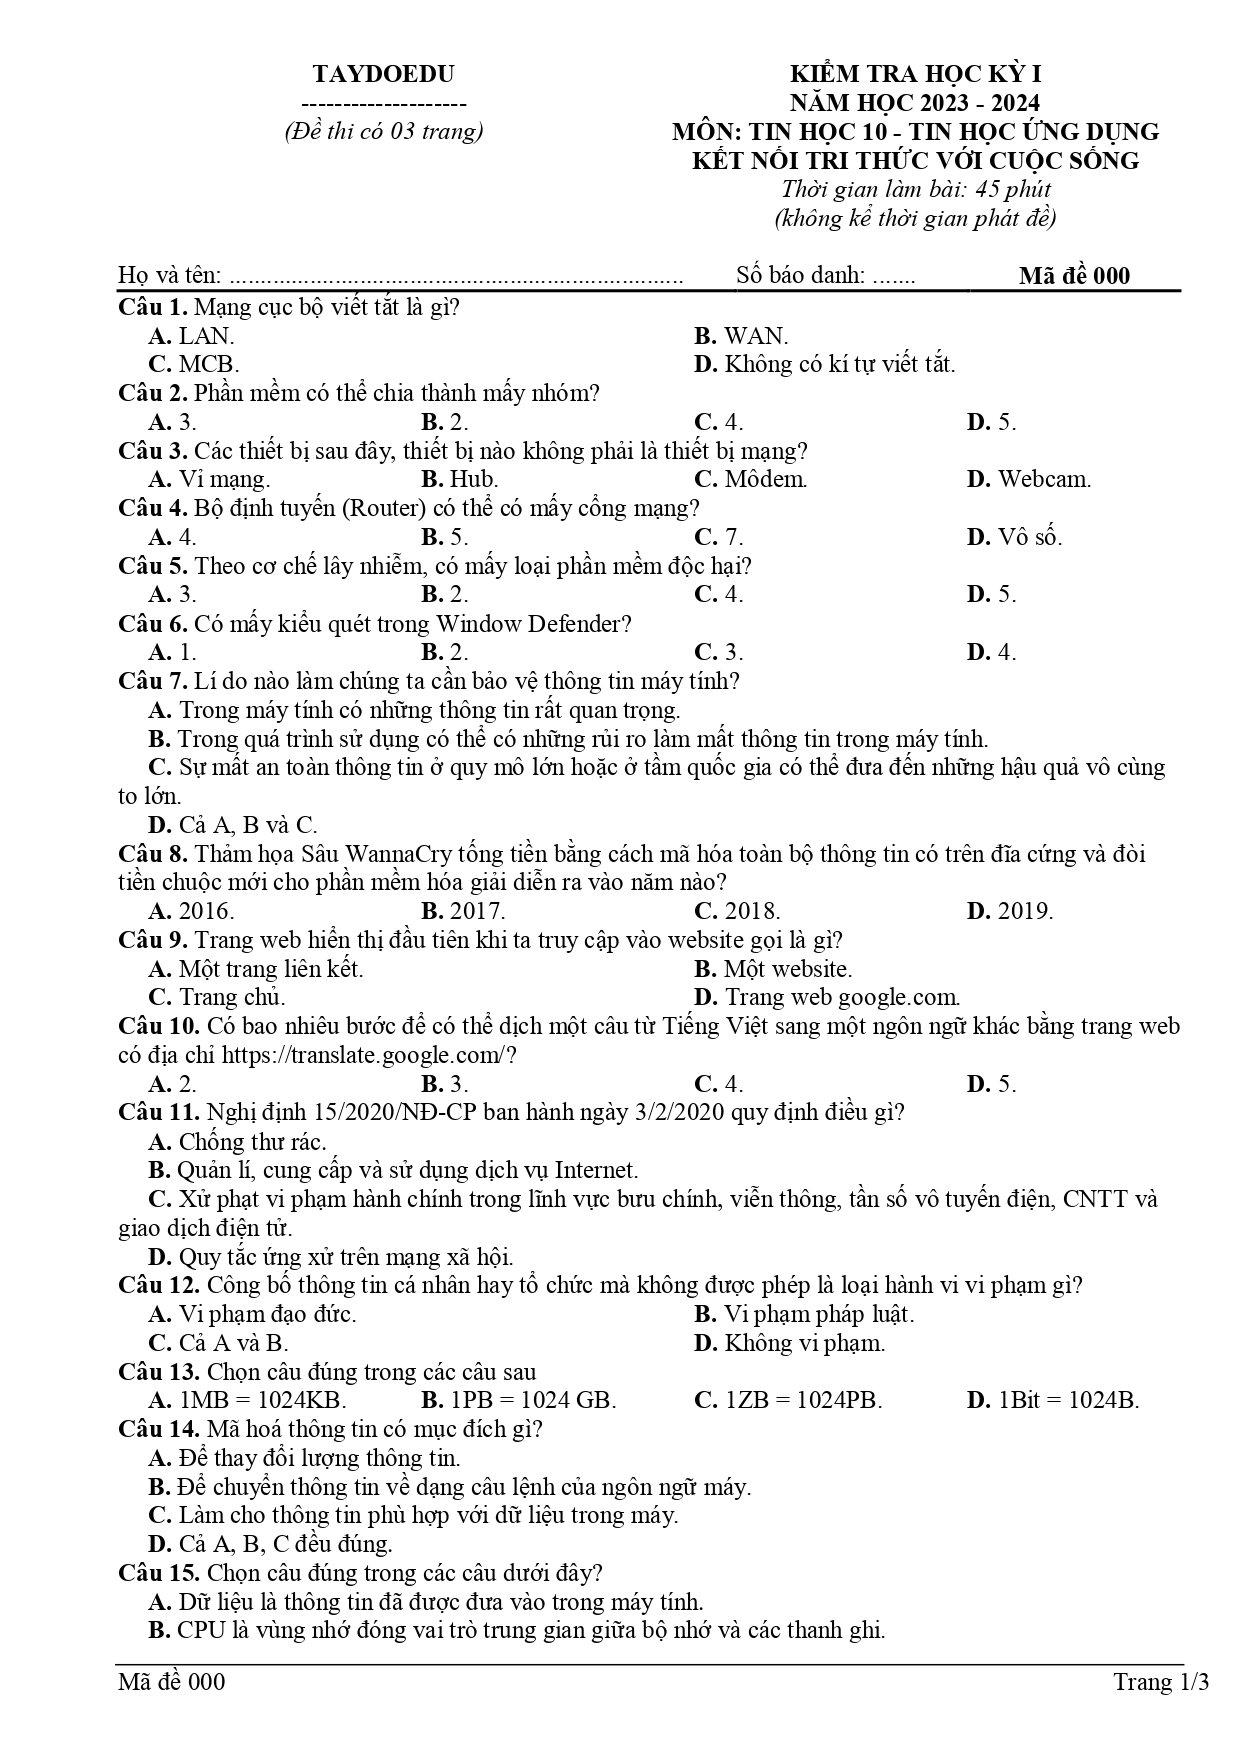 TAYDOEDU
--------------------
(Đề thi có 03 trang)
KIỂM TRA HỌC KỲ I
NĂM HỌC 2023 - 2024
MÔN: TIN HỌC 10 - TIN HỌC ỨNG DỤNG
KẾT NỐI TRI THỨC VỚI CUỘC SỐNG
Thời gian làm bài: 45 phút
(không kể thời gian phát đề)
Họ và tên: ......................................................................... Số báo danh: ....... Mã đề 000
Câu 1. Mạng cục bộ viết tắt là gì?
A. LAN. B. WAN.
C. MCB. D. Không có kí tự viết tắt.
Câu 2. Phần mềm có thể chia thành mấy nhóm?
A. 3. B. 2. C. 4. D. 5.
Câu 3. Các thiết bị sau đây, thiết bị nào không phải là thiết bị mạng?
A. Vỉ mạng. B. Hub. C. Môdem. D. Webcam.
Câu 4. Bộ định tuyến (Router) có thể có mấy cổng mạng?
A. 4. B. 5. C. 7. D. Vô số.
Câu 5. Theo cơ chế lây nhiễm, có mấy loại phần mềm độc hại?
A. 3. B. 2. C. 4. D. 5.
Câu 6. Có mấy kiểu quét trong Window Defender?
A. 1. B. 2. C. 3. D. 4.
Câu 7. Lí do nào làm chúng ta cần bảo vệ thông tin máy tính?
A. Trong máy tính có những thông tin rất quan trọng.
B. Trong quá trình sử dụng có thể có những rủi ro làm mất thông tin trong máy tính.
C. Sự mất an toàn thông tin ở quy mô lớn hoặc ở tầm quốc gia có thể đưa đến những hậu quả vô cùng
to lớn.
D. Cả A, B và C.
Câu 8. Thảm họa Sâu WannaCry tống tiền bằng cách mã hóa toàn bộ thông tin có trên đĩa cứng và đòi
tiền chuộc mới cho phần mềm hóa giải diễn ra vào năm nào?
A. 2016. B. 2017. C. 2018. D. 2019.
Câu 9. Trang web hiển thị đầu tiên khi ta truy cập vào website gọi là gì?
A. Một trang liên kết. B. Một website.
C. Trang chủ. D. Trang web google.com.
Câu 10. Có bao nhiêu bước để có thể dịch một câu từ Tiếng Việt sang một ngôn ngữ khác bằng trang web
có địa chỉ https://translate.google.com/?
A. 2. B. 3. C. 4. D. 5.
Câu 11. Nghị định 15/2020/NĐ-CP ban hành ngày 3/2/2020 quy định điều gì?
A. Chống thư rác.
B. Quản lí, cung cấp và sử dụng dịch vụ Internet.
C. Xử phạt vi phạm hành chính trong lĩnh vực bưu chính, viễn thông, tần số vô tuyến điện, CNTT và
giao dịch điện tử.
D. Quy tắc ứng xử trên mạng xã hội.
Câu 12. Công bố thông tin cá nhân hay tổ chức mà không được phép là loại hành vi vi phạm gì?
A. Vi phạm đạo đức. B. Vi phạm pháp luật.
C. Cả A và B. D. Không vi phạm.
Câu 13. Chọn câu đúng trong các câu sau
A. 1MB = 1024KB. B. 1PB = 1024 GB. C. 1ZB = 1024PB. D. 1Bit = 1024B.
Câu 14. Mã hoá thông tin có mục đích gì?
A. Để thay đổi lượng thông tin.
B. Để chuyển thông tin về dạng câu lệnh của ngôn ngữ máy.
C. Làm cho thông tin phù hợp với dữ liệu trong máy.
D. Cả A, B, C đều đúng.
Câu 15. Chọn câu đúng trong các câu dưới đây?
A. Dữ liệu là thông tin đã được đưa vào trong máy tính.
B. CPU là vùng nhớ đóng vai trò trung gian giữa bộ nhớ và các thanh ghi.
Mã đề 000 Trang 1/3